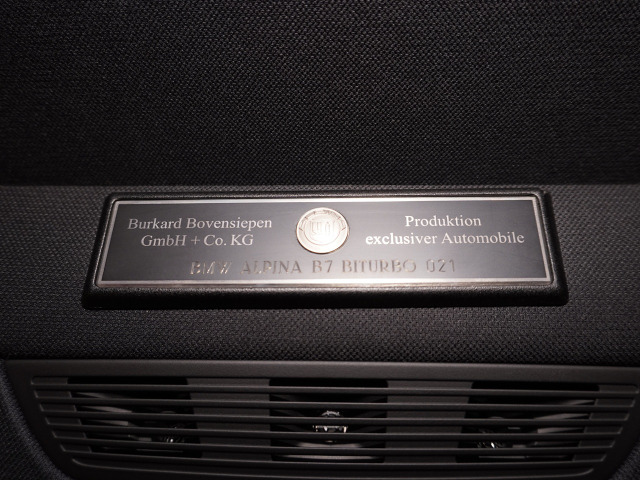 Burkard Bovensiepen
GmbH + Co. KG
Produktion
exclusiver Automobile
BMW ALPINA B7 BITURBO 021